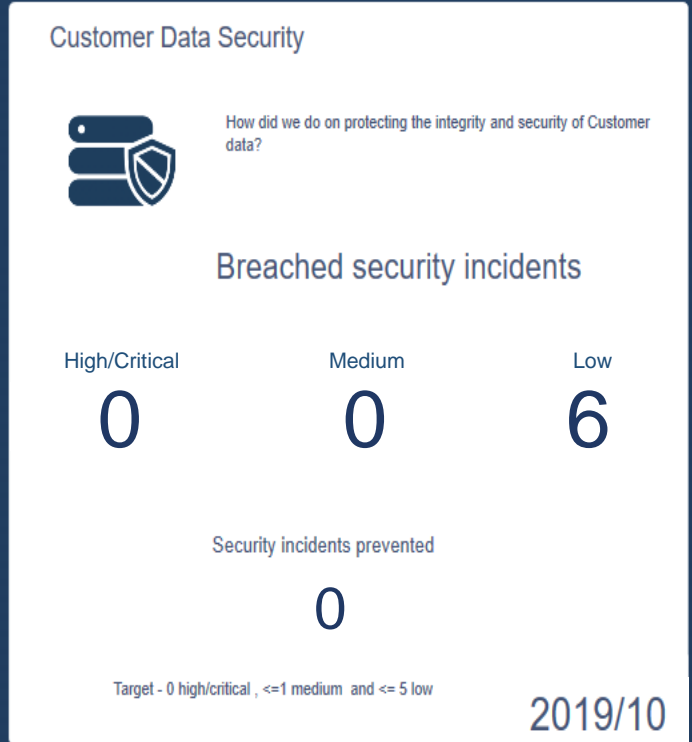 Customer Data Security
How did we do on protecting the integrity and security of Customer
data?
Breached security incidents
High/Critical Medium Low
0 0 6
Security incidents prevented
0
Target - 0 high/critical , <=1 medium and <= 5 low
2019/10